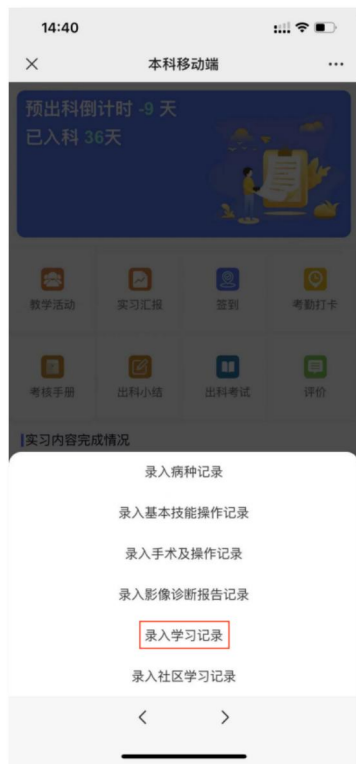 14:40
本科移动端
预出科倒计时 -9 天
已入科 36天
教学活动
实习汇报
签到
考勤打卡
考核手册
出科小结
出科考试
评价
实习内容完成情况
录入病种记录
录入基本技能操作记录
录入手术及操作记录
录入影像诊断报告记录
录入学习记录
录入社区学习记录